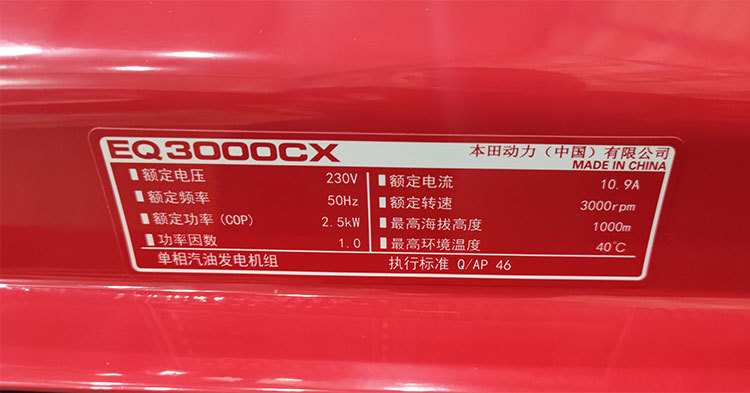 EQ3000CX
本田动力（中国）有限公司
MADE IN CHINA
额定电压 230V
额定频率 50Hz
额定功率(COP) 2.5kW
功率因数 1.0
额定电流 10.9A
额定转速 3000rpm
最高海拔高度 1000m
最高环境温度 40℃
单相汽油发电机组
执行标准 Q/AP 46